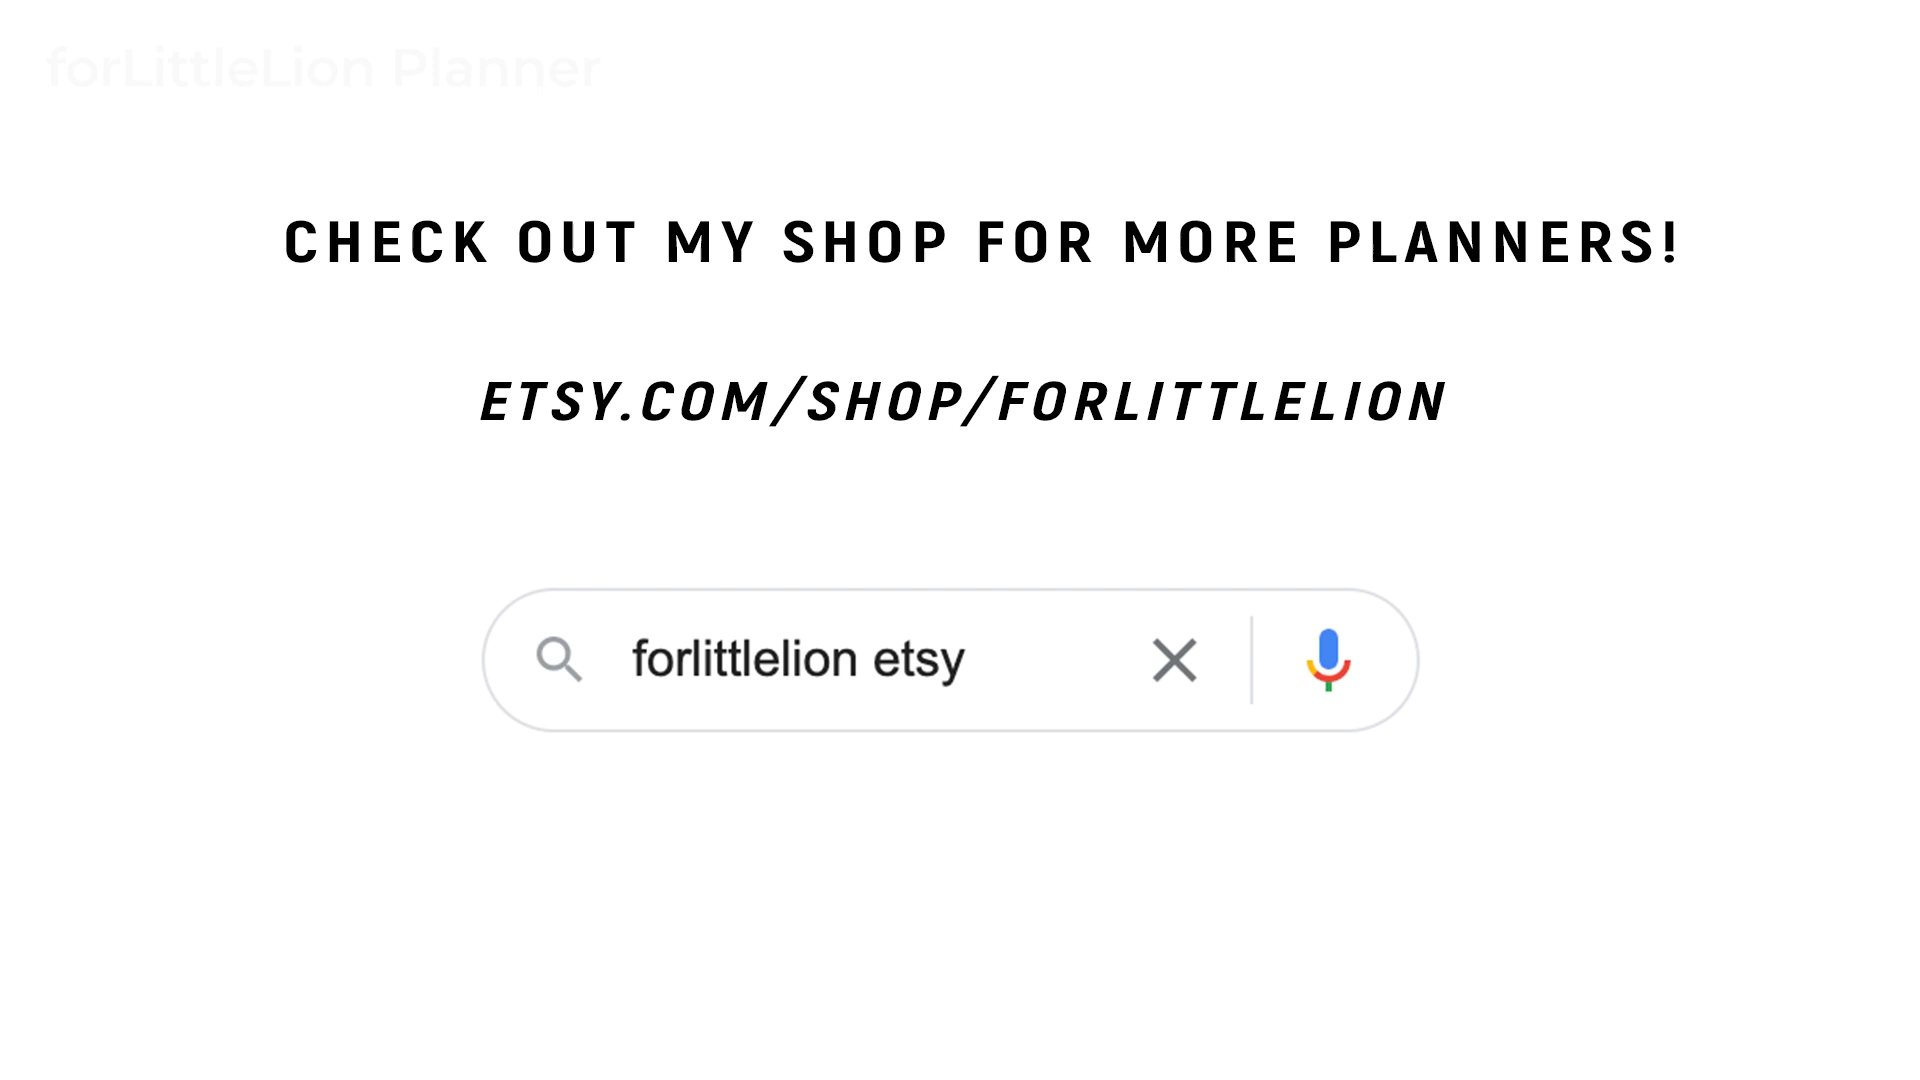 forLittleLion Planner
CHECK OUT MY SHOP FOR MORE PLANNERS!
ETSY.COM/SHOP/FORLITTLELION
forlittlelion etsy